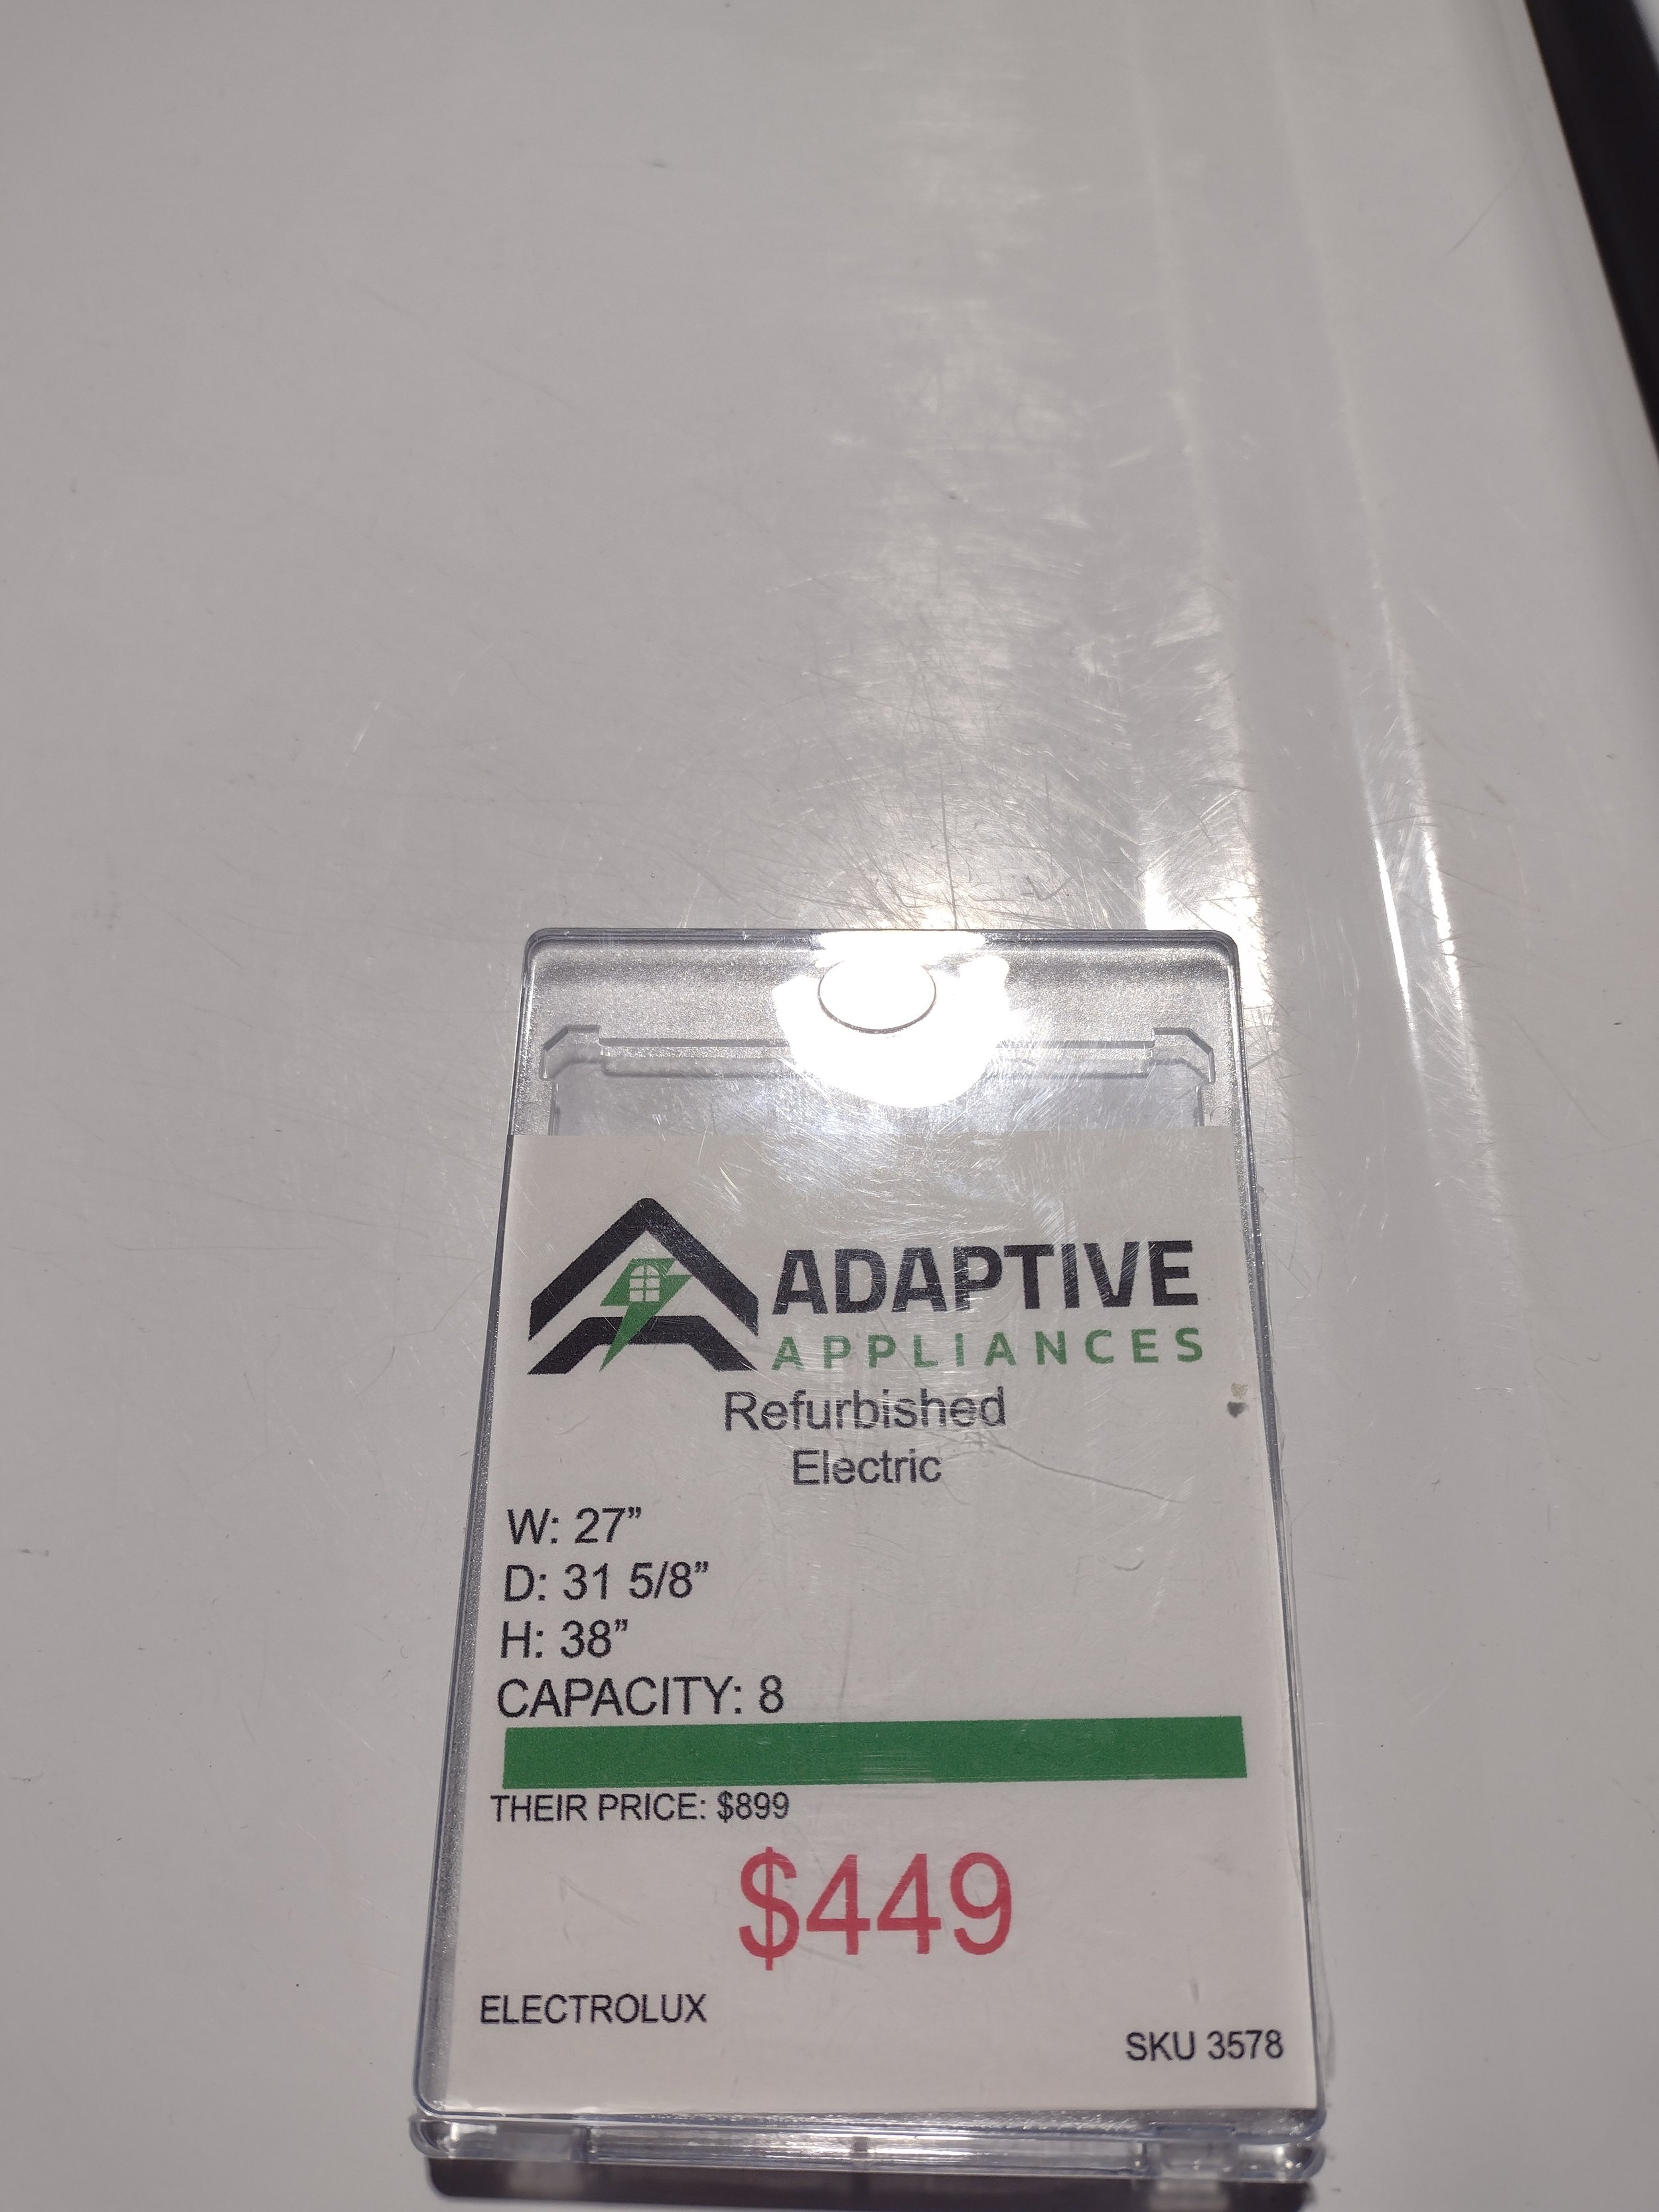 ADAPTIVE
APPLIANCES
Refurbished
Electric
W: 27”
D: 31 5/8”
H: 38”
CAPACITY: 8
THEIR PRICE: $899
$449
ELECTROLUX
SKU 3578